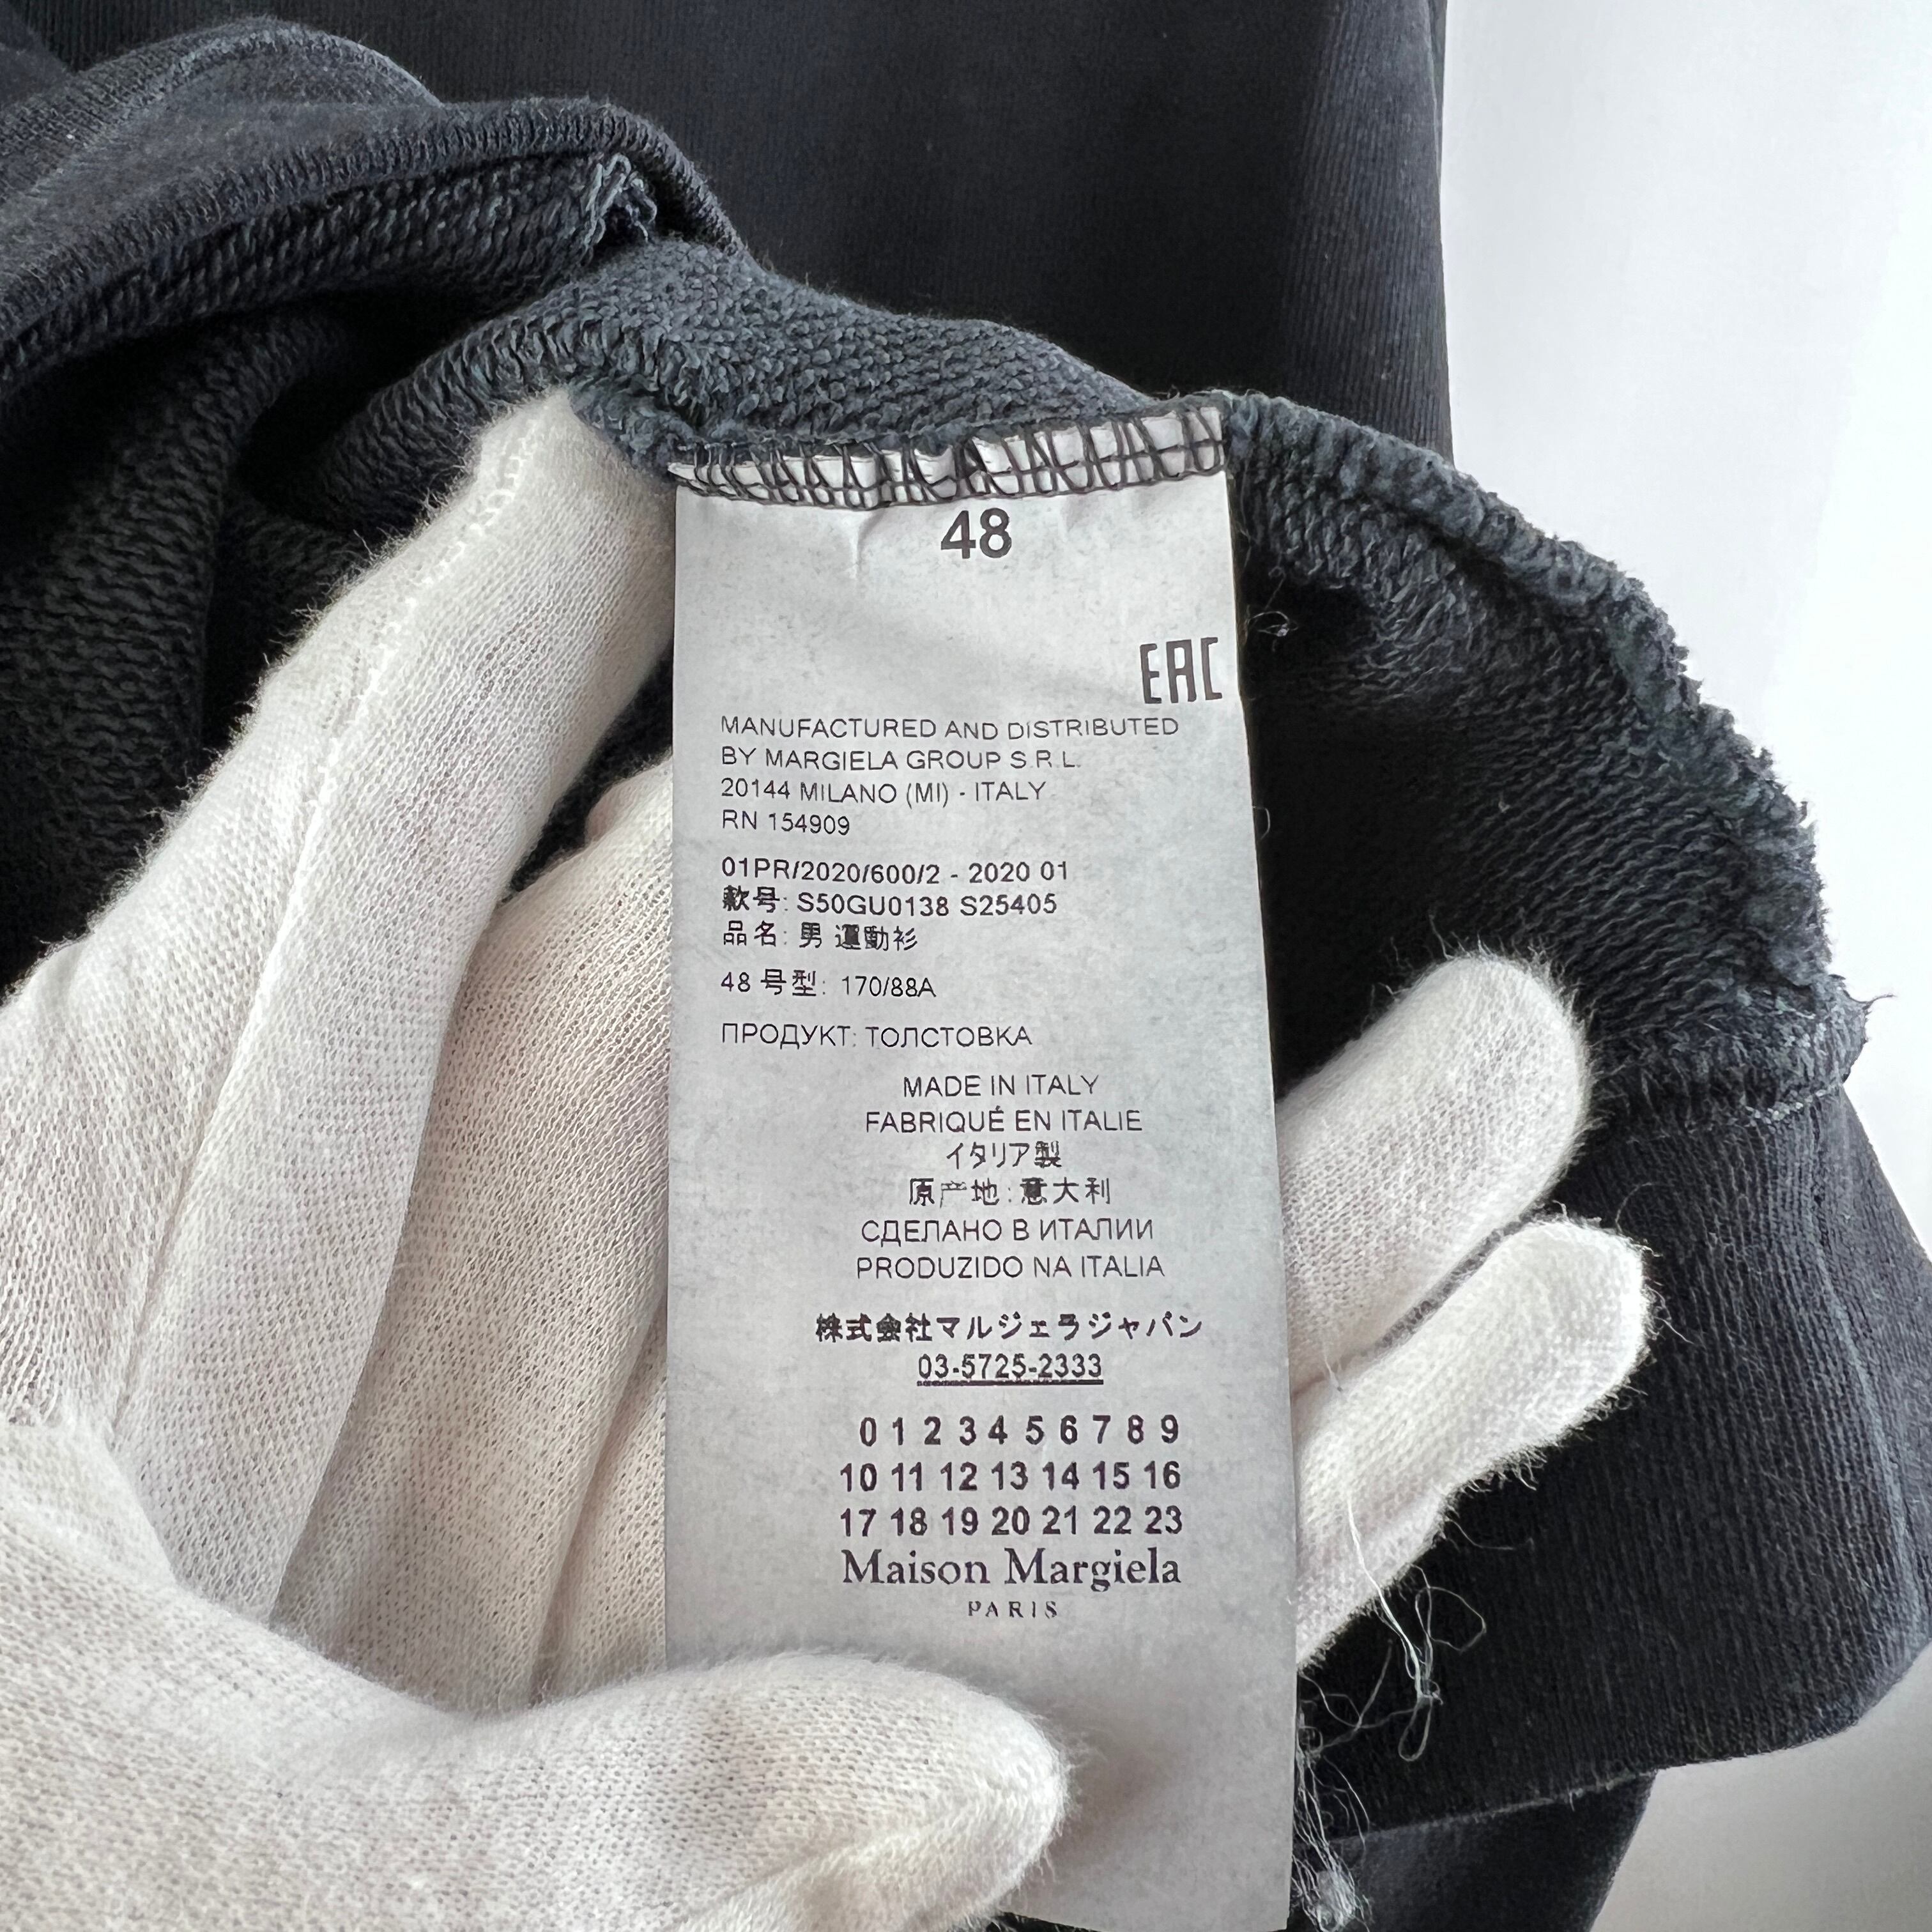 48
EAC
MANUFACTURED AND DISTRIBUTED
BY MARGIELA GROUP S.R.L.
20144 MILANO (MI) - ITALY
RN 154909
01PR/2020/600/2 - 2020 01
款号: S50GU0138 S25405
品名: 男 運動衫
48 号型: 170/88A
ПРОДУКТ: ТОЛСТОВКА
MADE IN ITALY
FABRIQUÉ EN ITALIE
イタリア製
原产地: 意大利
СДЕЛАНО В ИТАЛИИ
PRODUZIDO NA ITALIA
株式会社マルジェラジャパン
03-5725-2333
0 1 2 3 4 5 6 7 8 9
10 11 12 13 14 15 16
17 18 19 20 21 22 23
Maison Margiela
PARIS